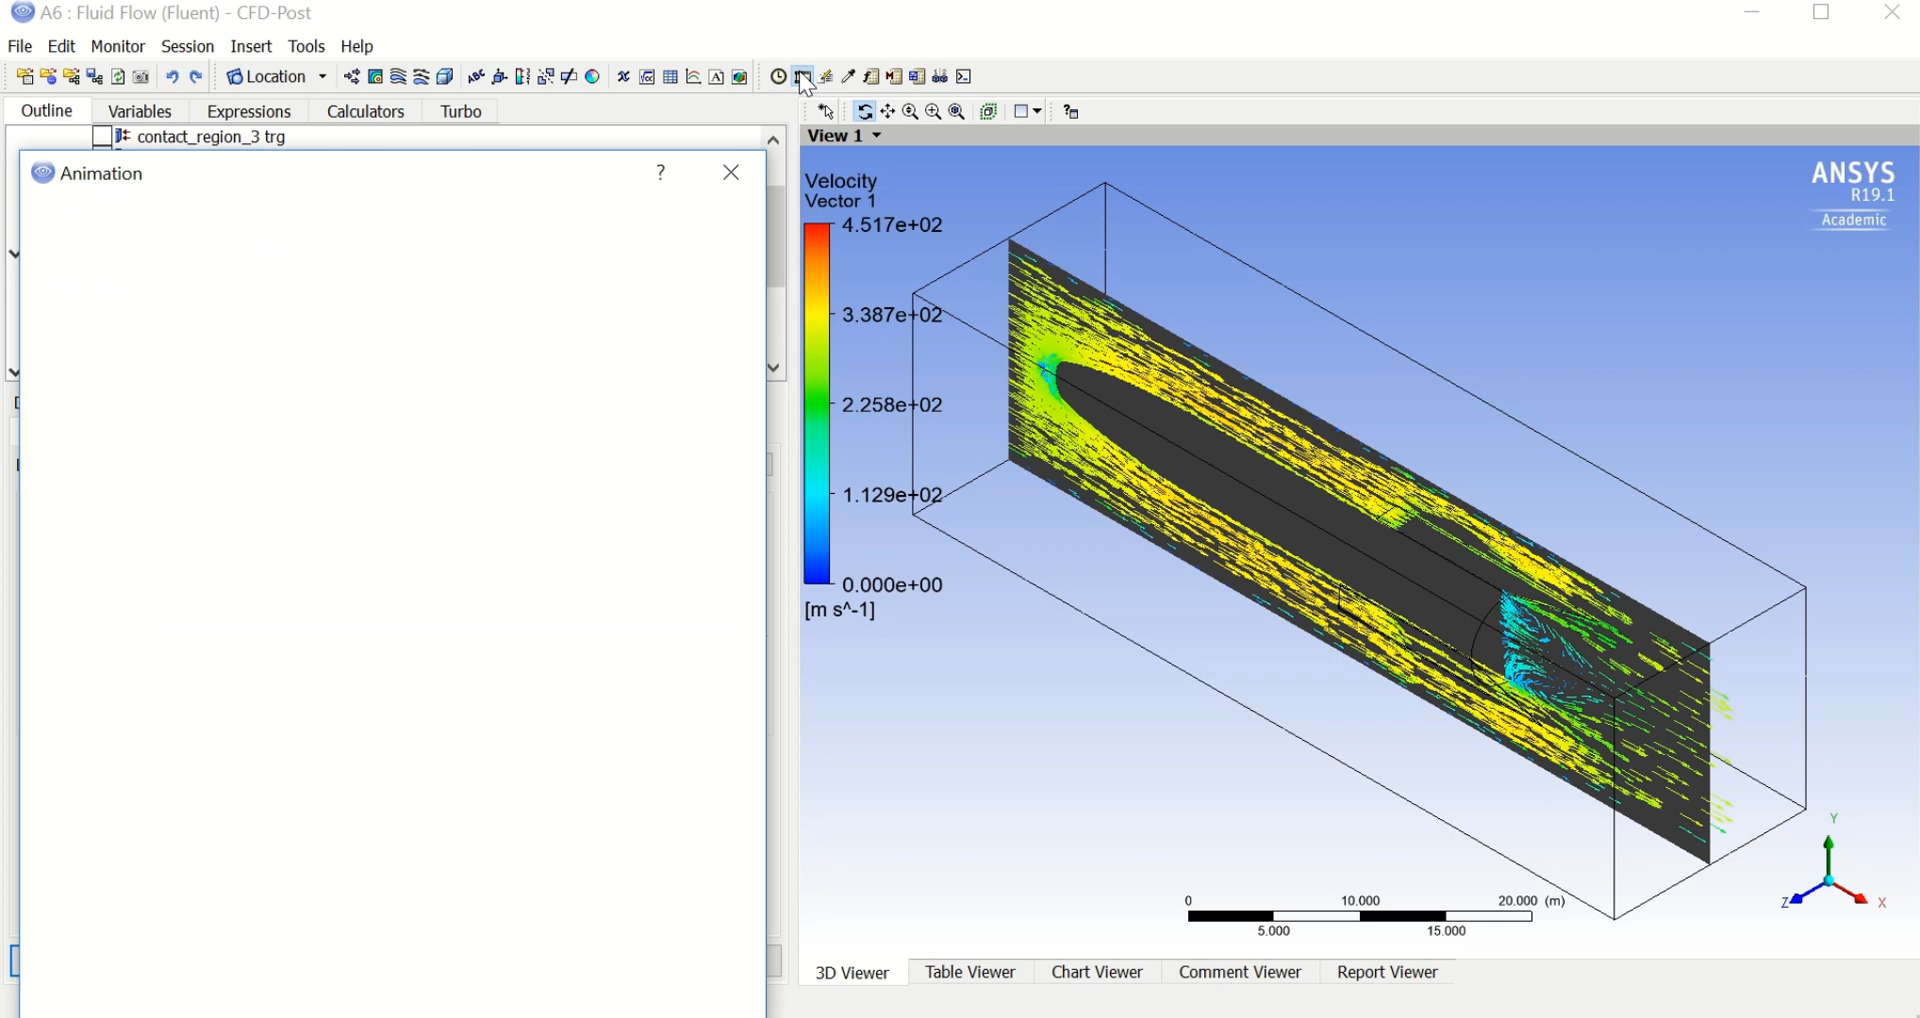 A6 : Fluid Flow (Fluent) - CFD-Post
File Edit Monitor Session Insert Tools Help
Location
Outline Variables Expressions Calculators Turbo
contact_region_3 trg
View 1
Animation ?
Velocity
Vector 1
4.517e+02
3.387e+02
2.258e+02
1.129e+02
0.000e+00
[m s^-1]
ANSYS
R19.1
Academic
0 10.000 20.000 (m)
5.000 15.000
Y
Z X
3D Viewer Table Viewer Chart Viewer Comment Viewer Report Viewer